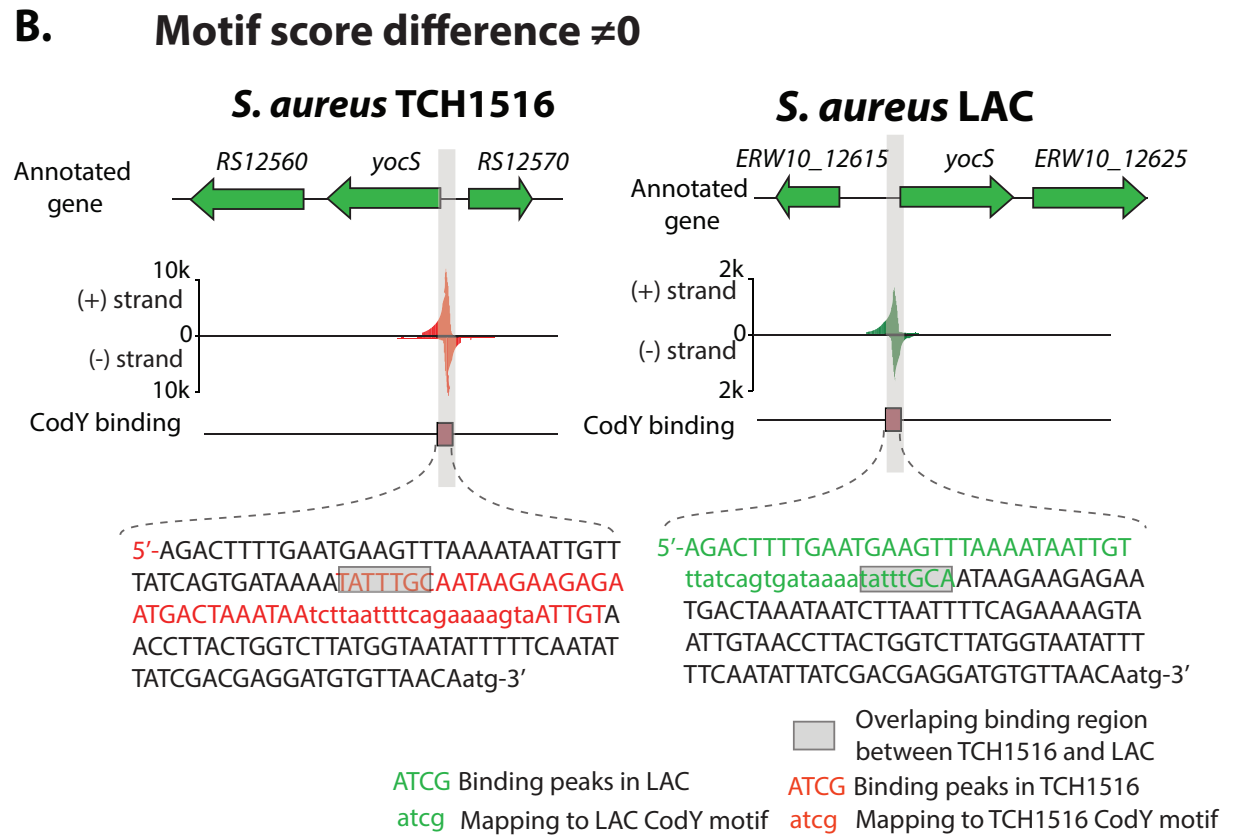 B. Motif score difference ≠0
S. aureus TCH1516
RS12560 yocS RS12570
Annotated
gene
10k
(+) strand
0
(-) strand
10k
CodY binding
5’-AGACTTTTGAATGAAGTTTAAAATAATTGTT
TATCAGTGATAAAATATTTGCAATAAGAAGAGA
ATGACTAAATAAtcttaattttcagaaaagtaATTGTA
ACCTTACTGGTCTTATGGTAATATTTTTCAATAT
TATCGACGAGGATGTGTTAACAatg-3’
S. aureus LAC
ERW10_12615 yocS ERW10_12625
Annotated
gene
2k
(+) strand
0
(-) strand
2k
CodY binding
5’-AGACTTTTGAATGAAGTTTAAAATAATTGT
ttatcagtgataaaatatttGCAATAAGAAGAGAA
TGACTAAATAATCTTAATTTTCAGAAAAGTA
ATTGTAACCTTACTGGTCTTATGGTAATATTT
TTCAATATTATCGACGAGGATGTGTTAACAatg-3’
Overlaping binding region
between TCH1516 and LAC
ATCG Binding peaks in LAC
atcg Mapping to LAC CodY motif
ATCG Binding peaks in TCH1516
atcg Mapping to TCH1516 CodY motif